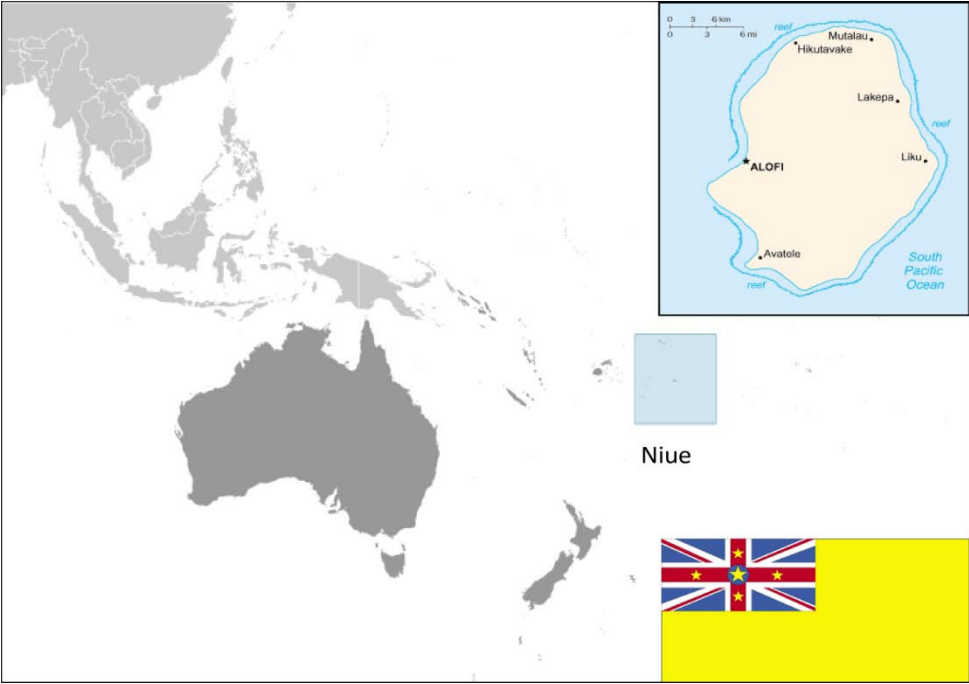 0 3 6 km
0 3 6 mi
reef
Mutalau
Hikutavake
Lakepa
reef
Liku
ALOFI
Avatele
South
Pacific
Ocean
reef
Niue